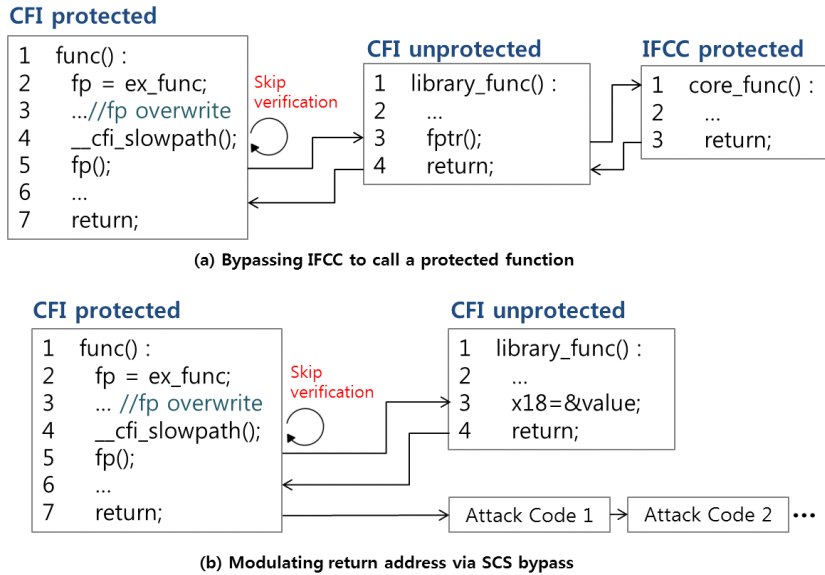 CFI protected
1 func() :
2 fp = ex_func;
3 ...//fp overwrite
4 __cfi_slowpath();
5 fp();
6 ...
7 return;
Skip
verification
CFI unprotected
1 library_func() :
2 ...
3 fptr();
4 return;
IFCC protected
1 core_func() :
2 ...
3 return;
(a) Bypassing IFCC to call a protected function
CFI protected
1 func() :
2 fp = ex_func;
3 ... //fp overwrite
4 __cfi_slowpath();
5 fp();
6 ...
7 return;
Skip
verification
CFI unprotected
1 library_func() :
2 ...
3 x18=&value;
4 return;
Attack Code 1
Attack Code 2
...
(b) Modulating return address via SCS bypass